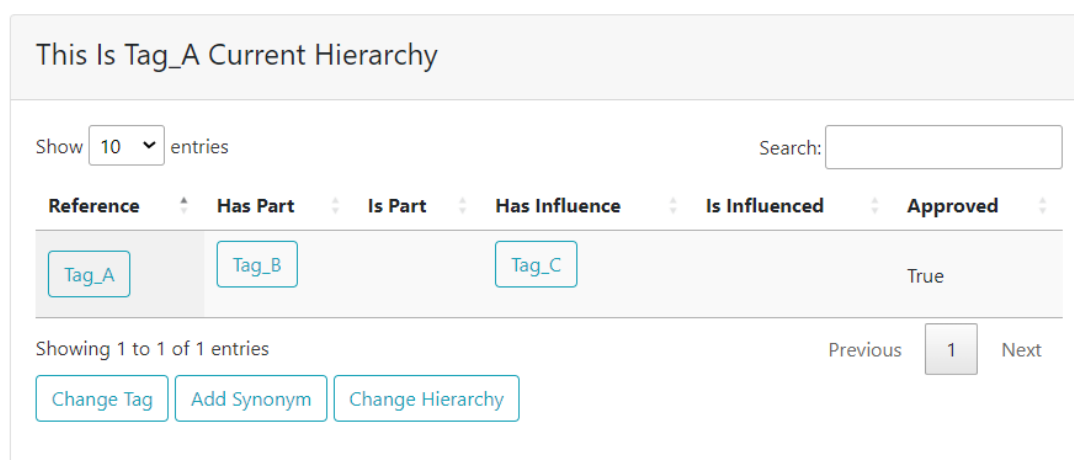 This Is Tag_A Current Hierarchy
Show 10 entries Search:
Reference Has Part Is Part Has Influence Is Influenced Approved
Tag_A Tag_B Tag_C True
Showing 1 to 1 of 1 entries Previous 1 Next
Change Tag Add Synonym Change Hierarchy